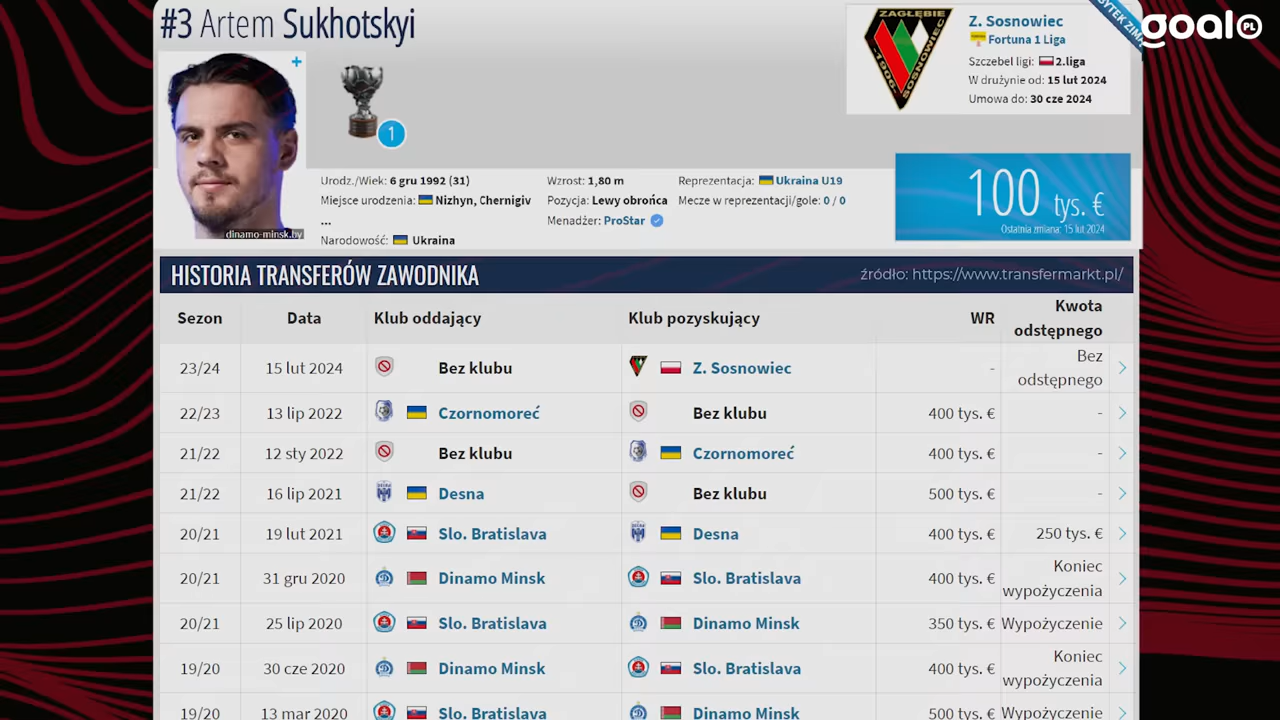 #3 Artem Sukhotskyi
ZAGŁĘBIE
1906
SOSNOWIEC
Z. Sosnowiec
Fortuna 1 Liga
Szczebel ligi: 2.liga
W drużynie od: 15 lut 2024
Umowa do: 30 cze 2024
goal
PL
1
dinamo-minsk.by
Urodz./Wiek: 6 gru 1992 (31)
Miejsce urodzenia: Nizhyn, Chernigiv
...
Narodowość: Ukraina
Wzrost: 1,80 m
Pozycja: Lewy obrońca
Menadżer: ProStar
Reprezentacja: Ukraina U19
Mecze w reprezentacji/gole: 0 / 0
100 tys. €
Ostatnia zmiana: 15 lut 2024
HISTORIA TRANSFERÓW ZAWODNIKA źródło: https://www.transfermarkt.pl/
Sezon Data Klub oddający Klub pozyskujący WR Kwota odstępnego
23/24 15 lut 2024 Bez klubu Z. Sosnowiec - Bez odstępnego
22/23 13 lip 2022 Czornomoreć Bez klubu 400 tys. € -
21/22 12 sty 2022 Bez klubu Czornomoreć 400 tys. € -
21/22 16 lip 2021 Desna Bez klubu 500 tys. € -
20/21 19 lut 2021 Slo. Bratislava Desna 400 tys. € 250 tys. €
20/21 31 gru 2020 Dinamo Minsk Slo. Bratislava 400 tys. € Koniec wypożyczenia
20/21 25 lip 2020 Slo. Bratislava Dinamo Minsk 350 tys. € Wypożyczenie
19/20 30 cze 2020 Dinamo Minsk Slo. Bratislava 400 tys. € Koniec wypożyczenia
19/20 13 mar 2020 Slo. Bratislava Dinamo Minsk 500 tys. € Wypożyczenie